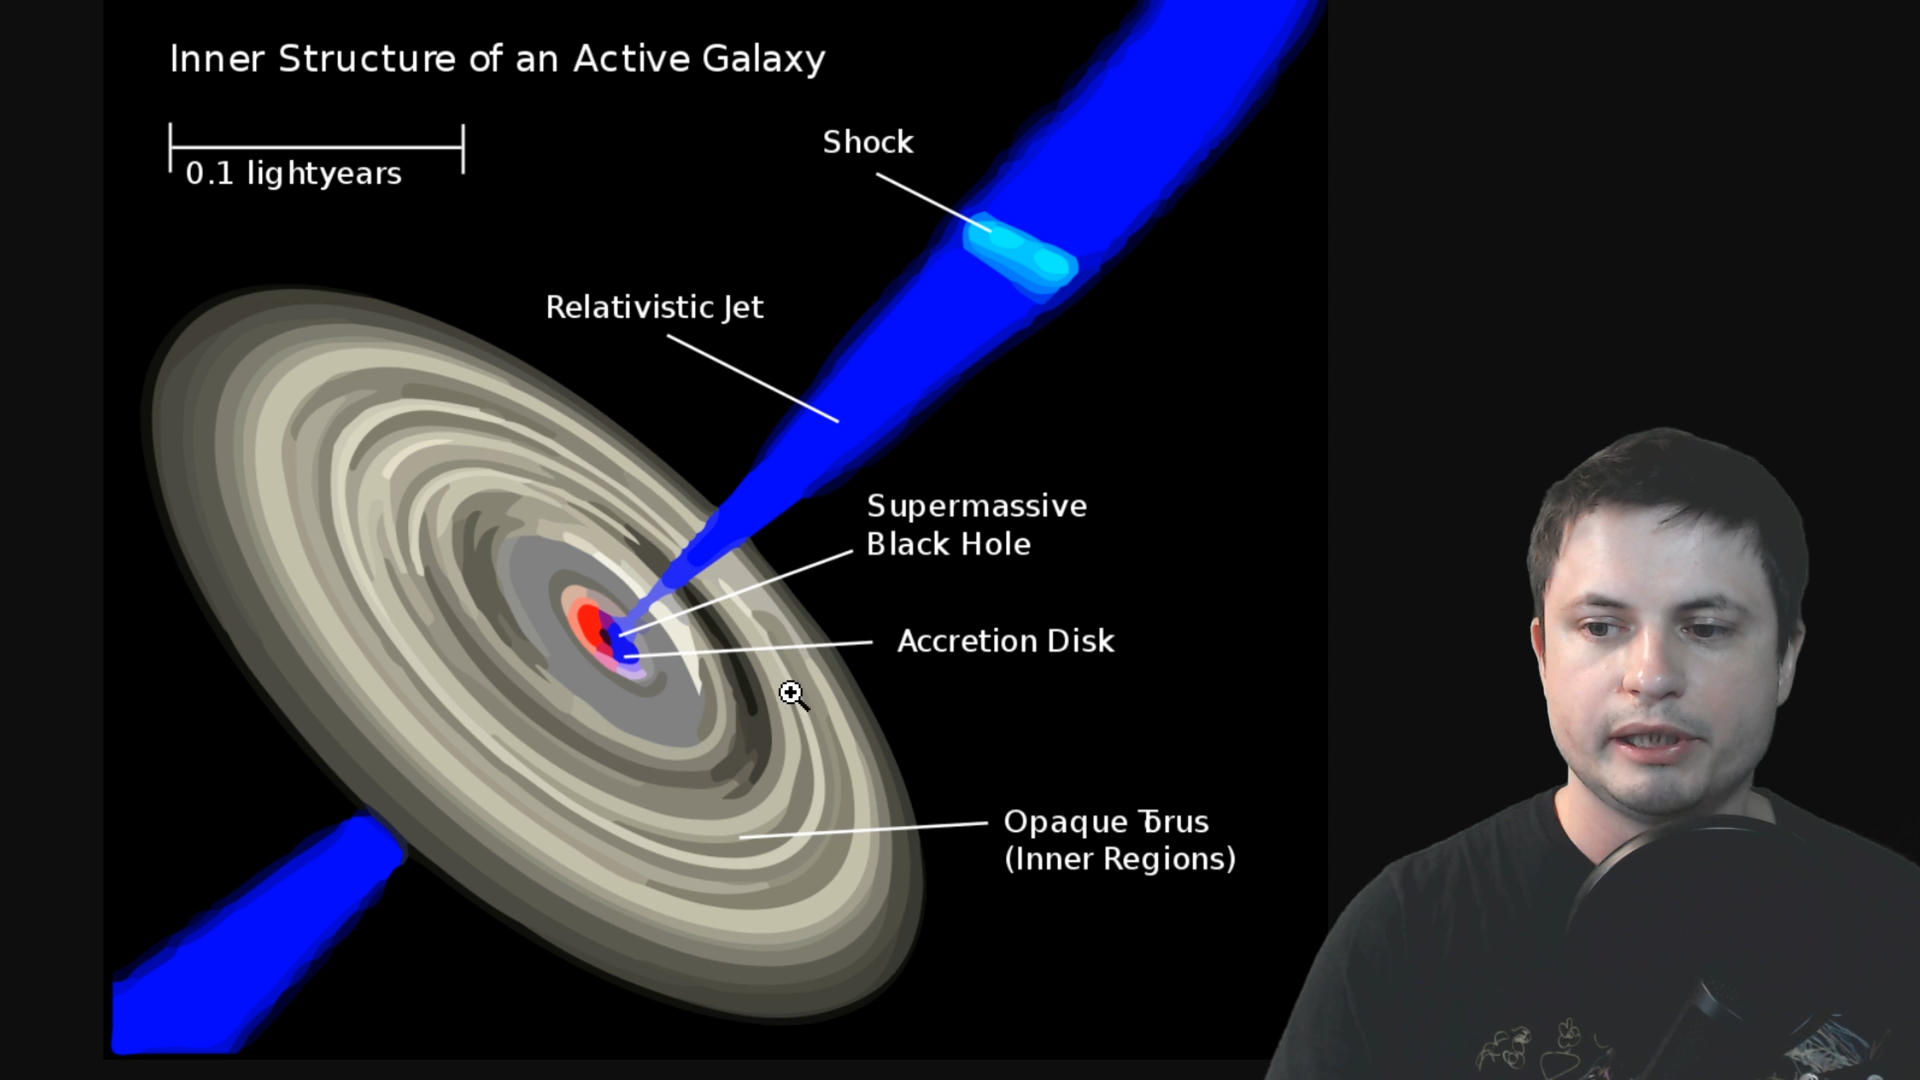 Inner Structure of an Active Galaxy
0.1 lightyears
Shock
Relativistic Jet
Supermassive
Black Hole
Accretion Disk
Opaque Torus
(Inner Regions)